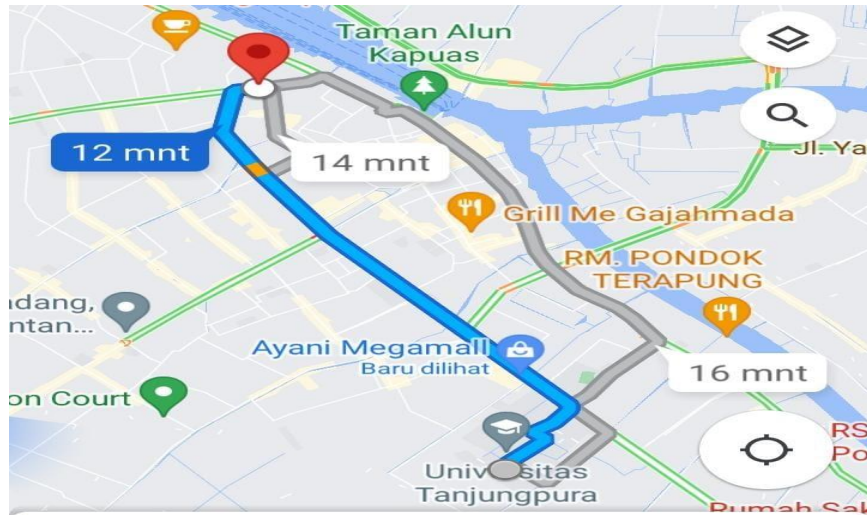 Taman Alun
Kapuas
12 mnt
14 mnt
Jl. Ya
Grill Me Gajahmada
RM. PONDOK
TERAPUNG
adang,
ntan...
Ayani Megamall
Baru dilihat
16 mnt
on Court
RS
Po
Universitas
Tanjungpura
Rumah Sak